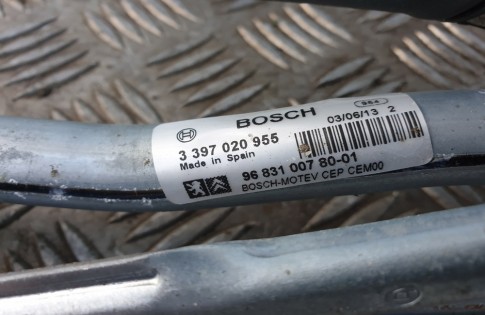 BOSCH
03/06/13 2
3 397 020 955
Made in Spain
96 831 007 80-01
BOSCH-MOTEV CEP CEM00